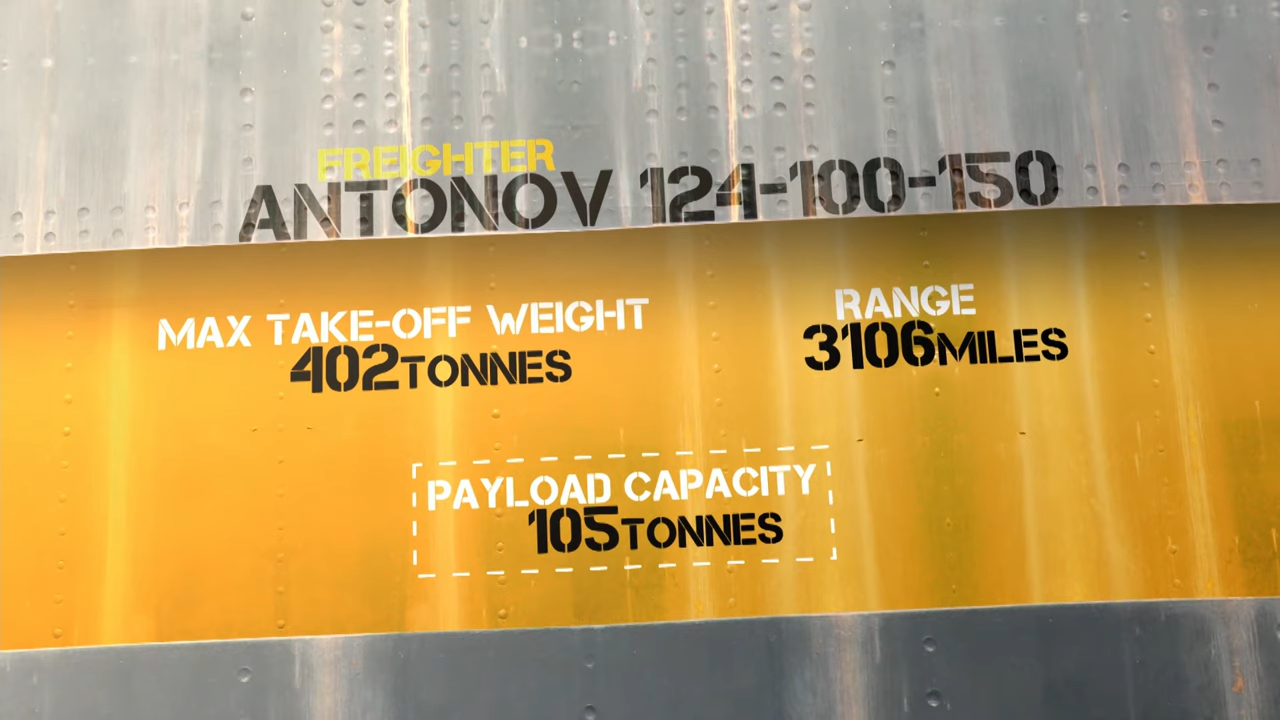 FREIGHTER
ANTONOV 124-100-150
MAX TAKE-OFF WEIGHT
402TONNES
RANGE
3106MILES
PAYLOAD CAPACITY
105TONNES